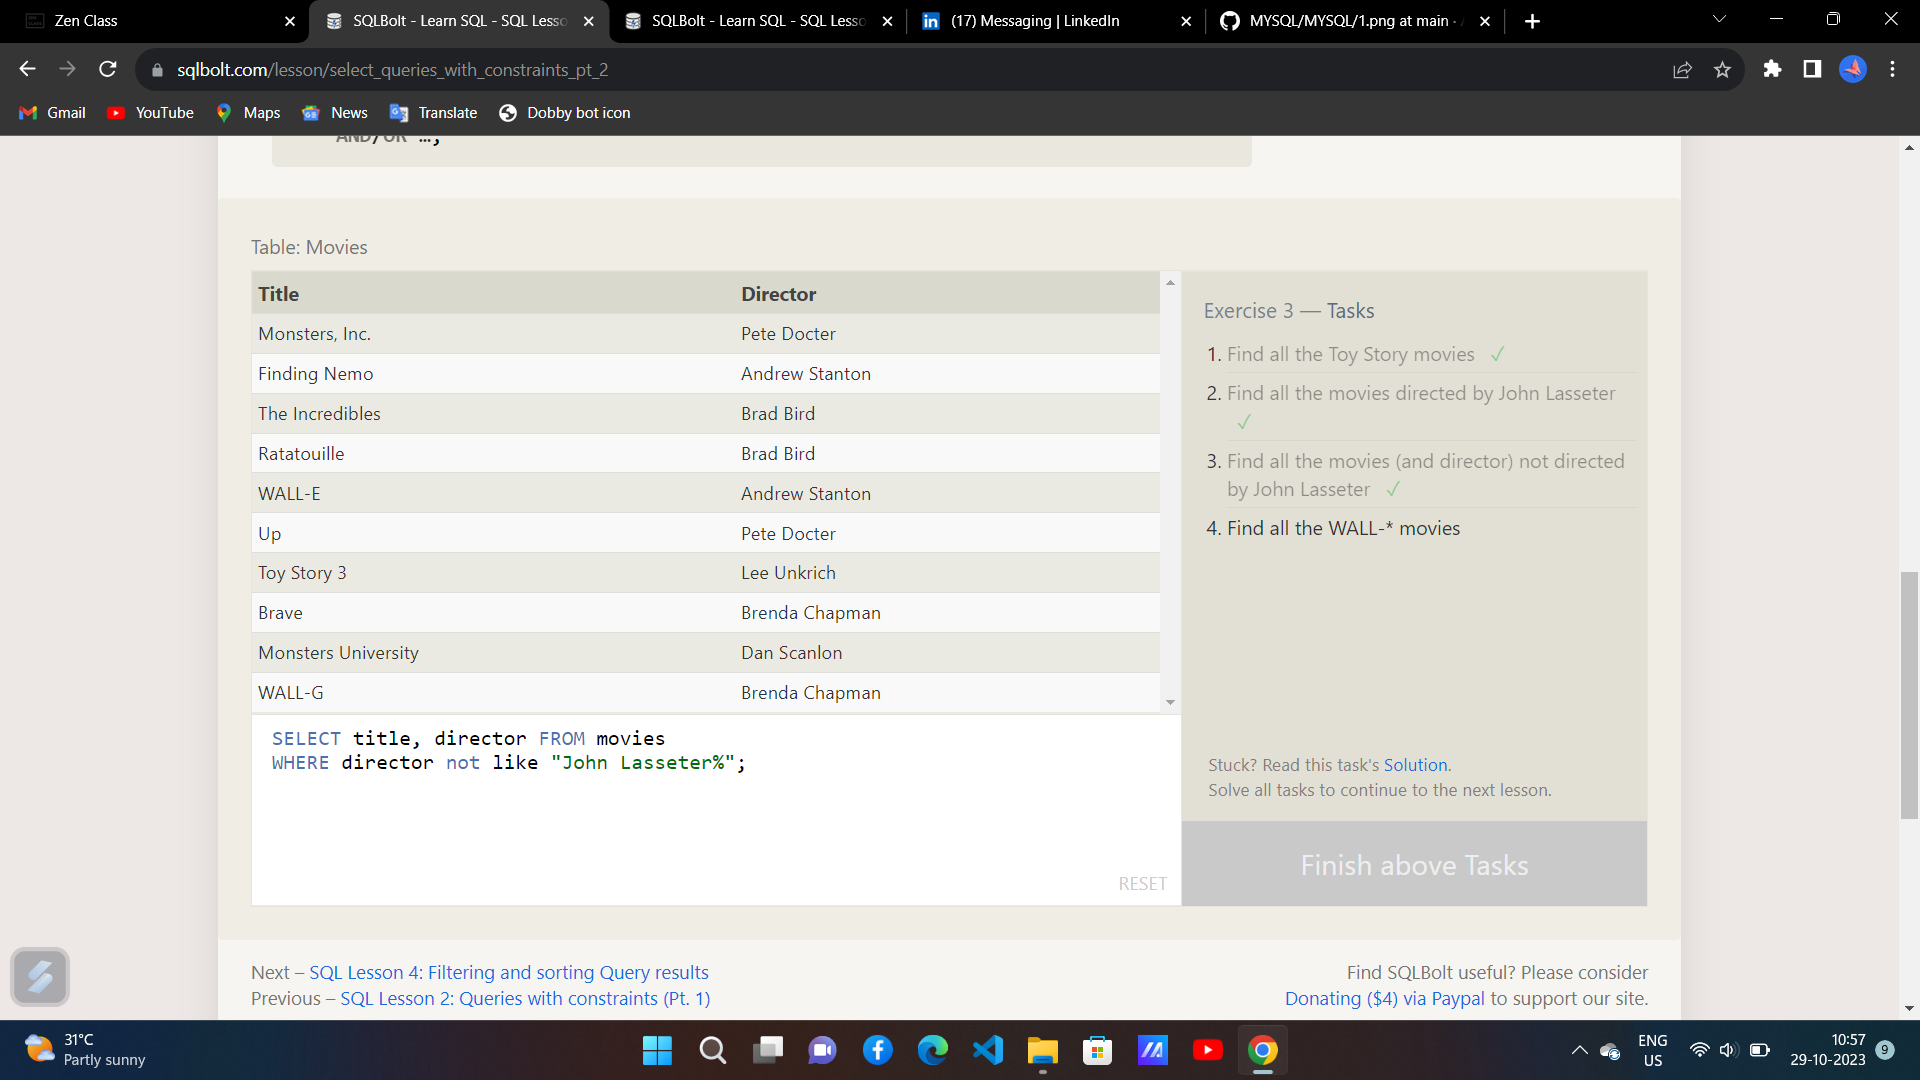 Zen Class
SQLBolt - Learn SQL - SQL Lesso
SQLBolt - Learn SQL - SQL Lesso
(17) Messaging | LinkedIn
MYSQL/MYSQL/1.png at main ·
sqlbolt.com/lesson/select_queries_with_constraints_pt_2
Gmail YouTube Maps News Translate Dobby bot icon
AND/OR …;
Table: Movies
Title Director
Monsters, Inc. Pete Docter
Finding Nemo Andrew Stanton
The Incredibles Brad Bird
Ratatouille Brad Bird
WALL-E Andrew Stanton
Up Pete Docter
Toy Story 3 Lee Unkrich
Brave Brenda Chapman
Monsters University Dan Scanlon
WALL-G Brenda Chapman
SELECT title, director FROM movies
WHERE director not like "John Lasseter%";
RESET
Exercise 3 — Tasks
1. Find all the Toy Story movies ✓
2. Find all the movies directed by John Lasseter
✓
3. Find all the movies (and director) not directed
by John Lasseter ✓
4. Find all the WALL-* movies
Stuck? Read this task's Solution.
Solve all tasks to continue to the next lesson.
Finish above Tasks
Next – SQL Lesson 4: Filtering and sorting Query results
Previous – SQL Lesson 2: Queries with constraints (Pt. 1)
Find SQLBolt useful? Please consider
Donating ($4) via Paypal to support our site.
31°C
Partly sunny
ENG
US
10:57
29-10-2023
9